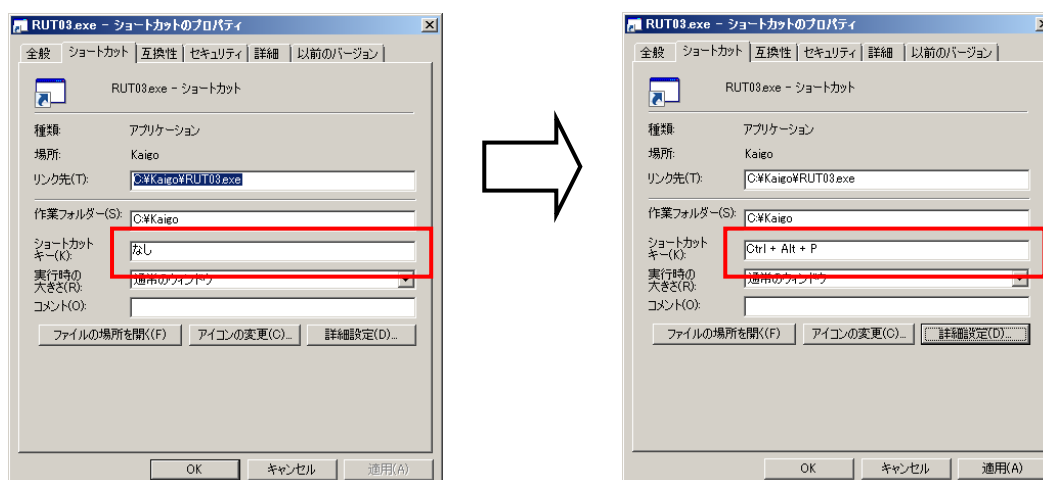 RUT03.exe - ショートカットのプロパティ
全般 ショートカット 互換性 セキュリティ 詳細 以前のバージョン
RUT03.exe - ショートカット
種類: アプリケーション
場所: Kaigo
リンク先(T): C:¥Kaigo¥RUT03.exe
作業フォルダー(S): C:¥Kaigo
ショートカット
キー(K): なし
実行時の
大きさ(R): 通常のウィンドウ
コメント(O):
ファイルの場所を開く(F) アイコンの変更(C)... 詳細設定(D)...
OK キャンセル 適用(A)
RUT03.exe - ショートカットのプロパティ
全般 ショートカット 互換性 セキュリティ 詳細 以前のバージョン
RUT03.exe - ショートカット
種類: アプリケーション
場所: Kaigo
リンク先(T): C:¥Kaigo¥RUT03.exe
作業フォルダー(S): C:¥Kaigo
ショートカット
キー(K): Ctrl + Alt + P
実行時の
大きさ(R): 通常のウィンドウ
コメント(O):
ファイルの場所を開く(F) アイコンの変更(C)... 詳細設定(D)...
OK キャンセル 適用(A)